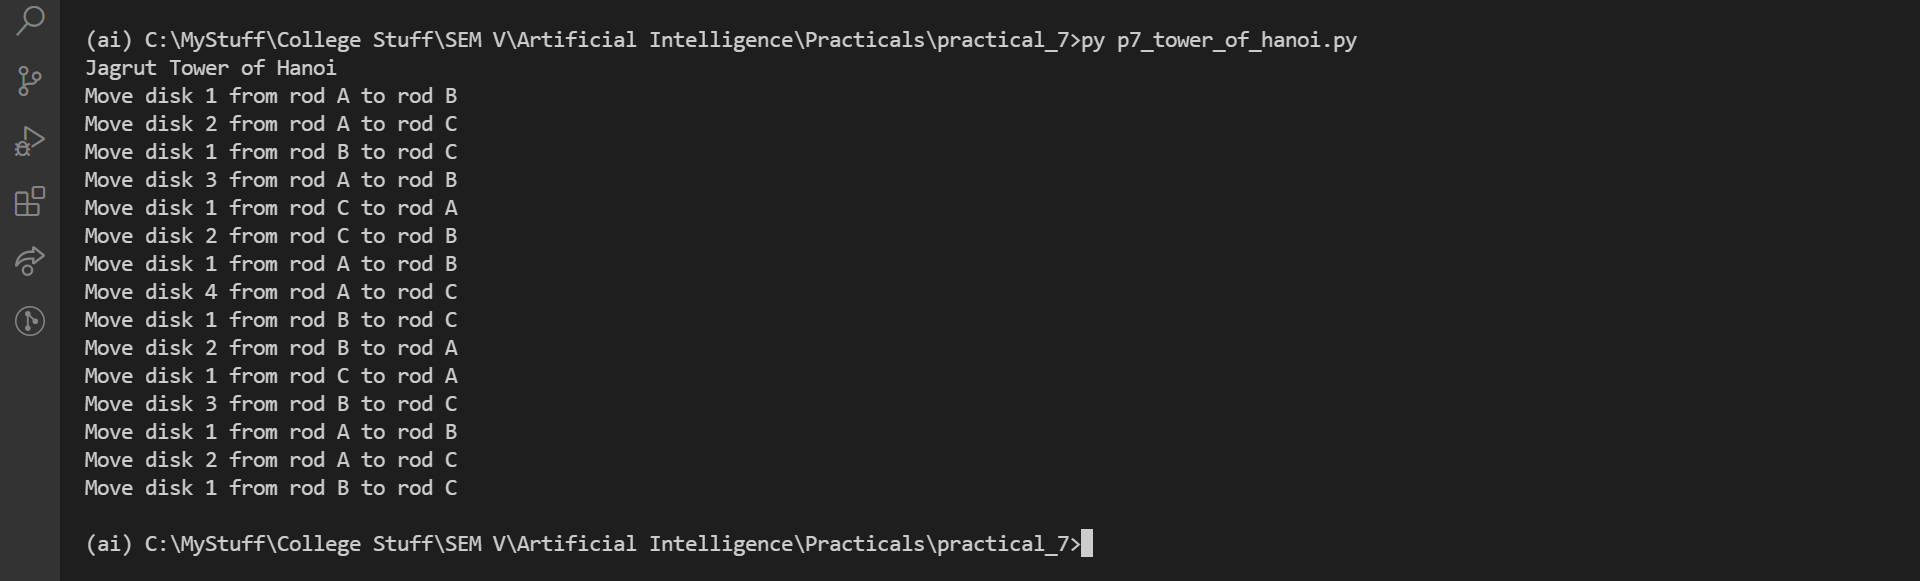 (ai) C:\MyStuff\College Stuff\SEM V\Artificial Intelligence\Practicals\practical_7>py p7_tower_of_hanoi.py
Jagrut Tower of Hanoi
Move disk 1 from rod A to rod B
Move disk 2 from rod A to rod C
Move disk 1 from rod B to rod C
Move disk 3 from rod A to rod B
Move disk 1 from rod C to rod A
Move disk 2 from rod C to rod B
Move disk 1 from rod A to rod B
Move disk 4 from rod A to rod C
Move disk 1 from rod B to rod C
Move disk 2 from rod B to rod A
Move disk 1 from rod C to rod A
Move disk 3 from rod B to rod C
Move disk 1 from rod A to rod B
Move disk 2 from rod A to rod C
Move disk 1 from rod B to rod C
(ai) C:\MyStuff\College Stuff\SEM V\Artificial Intelligence\Practicals\practical_7>